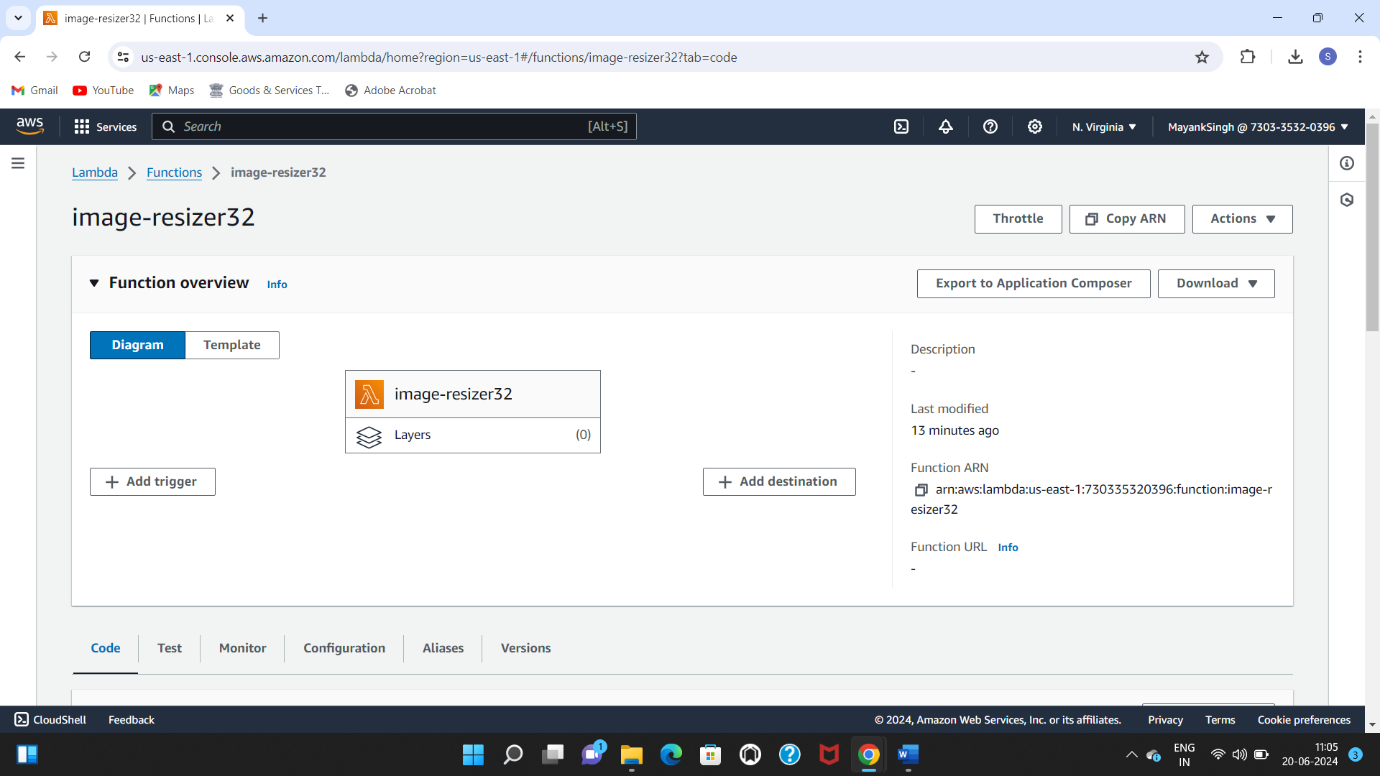 image-resizer32 | Functions | La
us-east-1.console.aws.amazon.com/lambda/home?region=us-east-1#/functions/image-resizer32?tab=code
S
Gmail YouTube Maps Goods & Services T... Adobe Acrobat
aws Services Search [Alt+S] N. Virginia MayankSingh @ 7303-3532-0396
Lambda Functions image-resizer32
image-resizer32
Throttle Copy ARN Actions
Function overview Info
Export to Application Composer Download
Diagram Template
image-resizer32
Layers (0)
Add trigger
Add destination
Description
-
Last modified
13 minutes ago
Function ARN
arn:aws:lambda:us-east-1:730335320396:function:image-r
esizer32
Function URL Info
-
Code Test Monitor Configuration Aliases Versions
CloudShell Feedback © 2024, Amazon Web Services, Inc. or its affiliates. Privacy Terms Cookie preferences
1
W
ENG
IN
11:05
20-06-2024
3